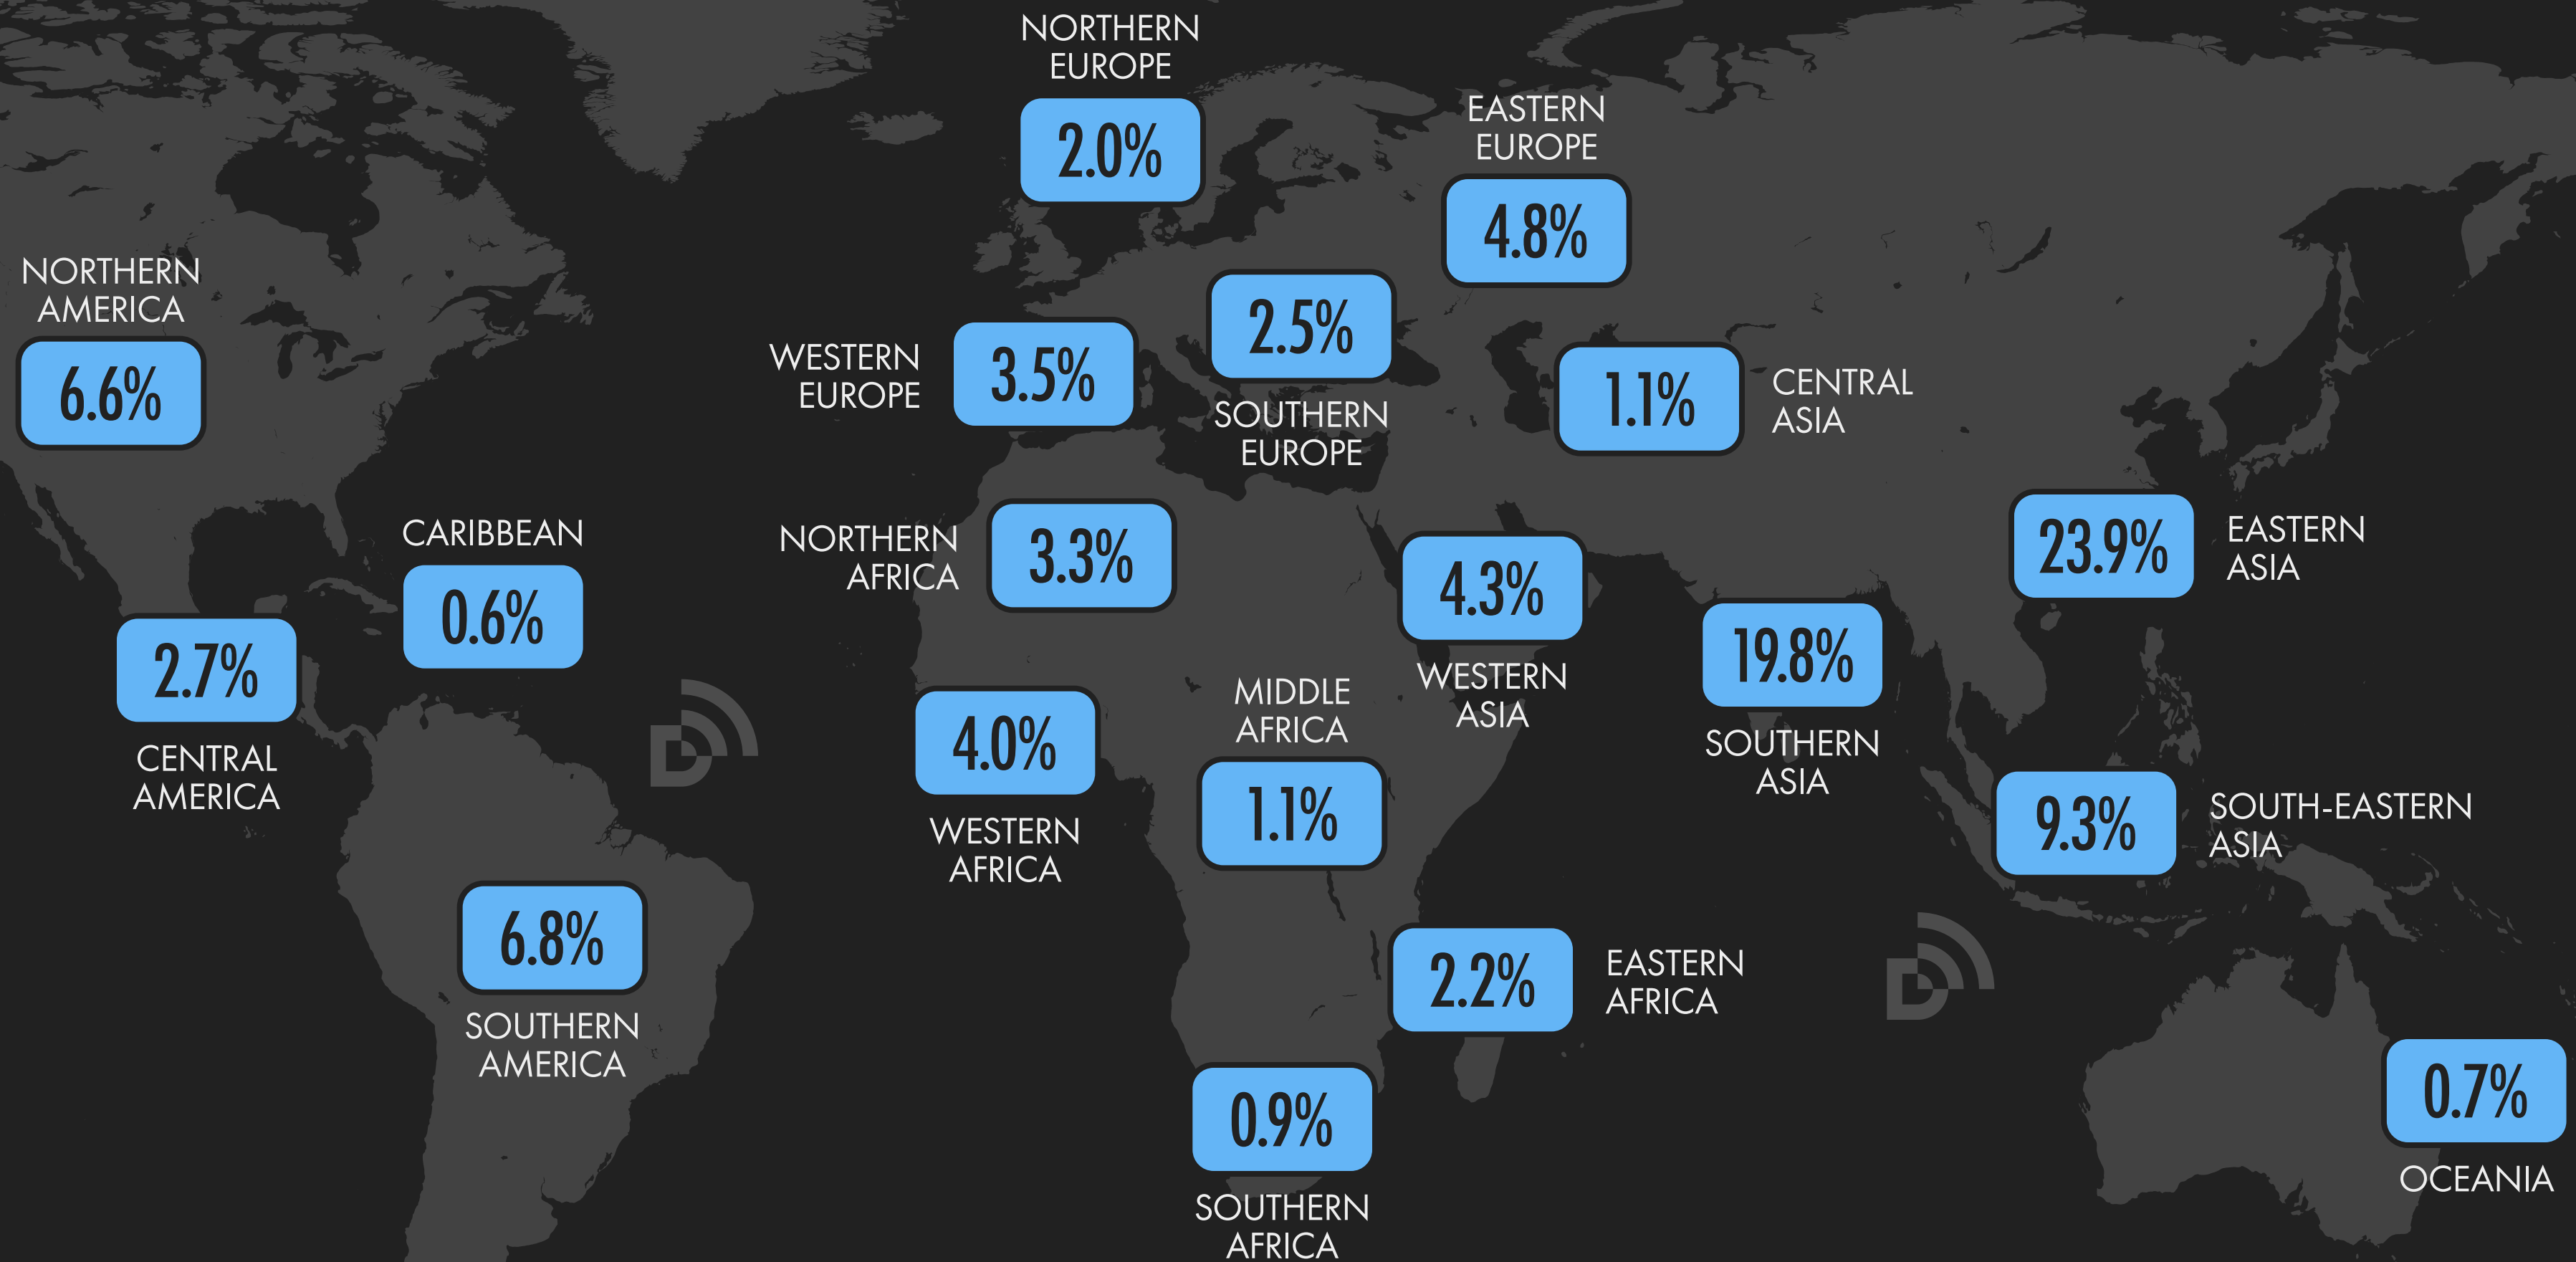 NORTHERN
EUROPE
2.0%
EASTERN
EUROPE
4.8%
NORTHERN
AMERICA
6.6%
WESTERN
EUROPE
3.5%
2.5%
SOUTHERN
EUROPE
1.1%
CENTRAL
ASIA
CARIBBEAN
0.6%
NORTHERN
AFRICA
3.3%
4.3%
WESTERN
ASIA
23.9%
EASTERN
ASIA
2.7%
CENTRAL
AMERICA
4.0%
WESTERN
AFRICA
MIDDLE
AFRICA
1.1%
19.8%
SOUTHERN
ASIA
9.3%
SOUTH-EASTERN
ASIA
6.8%
SOUTHERN
AMERICA
2.2%
EASTERN
AFRICA
0.9%
SOUTHERN
AFRICA
0.7%
OCEANIA